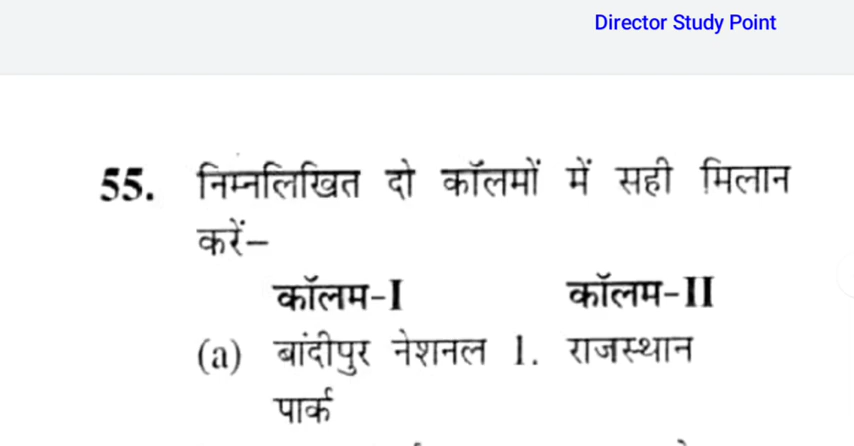 Director Study Point
55. निम्नलिखित दो कॉलमों में सही मिलान
करें–
कॉलम-I कॉलम-II
(a) बांदीपुर नेशनल 1. राजस्थान
पार्क